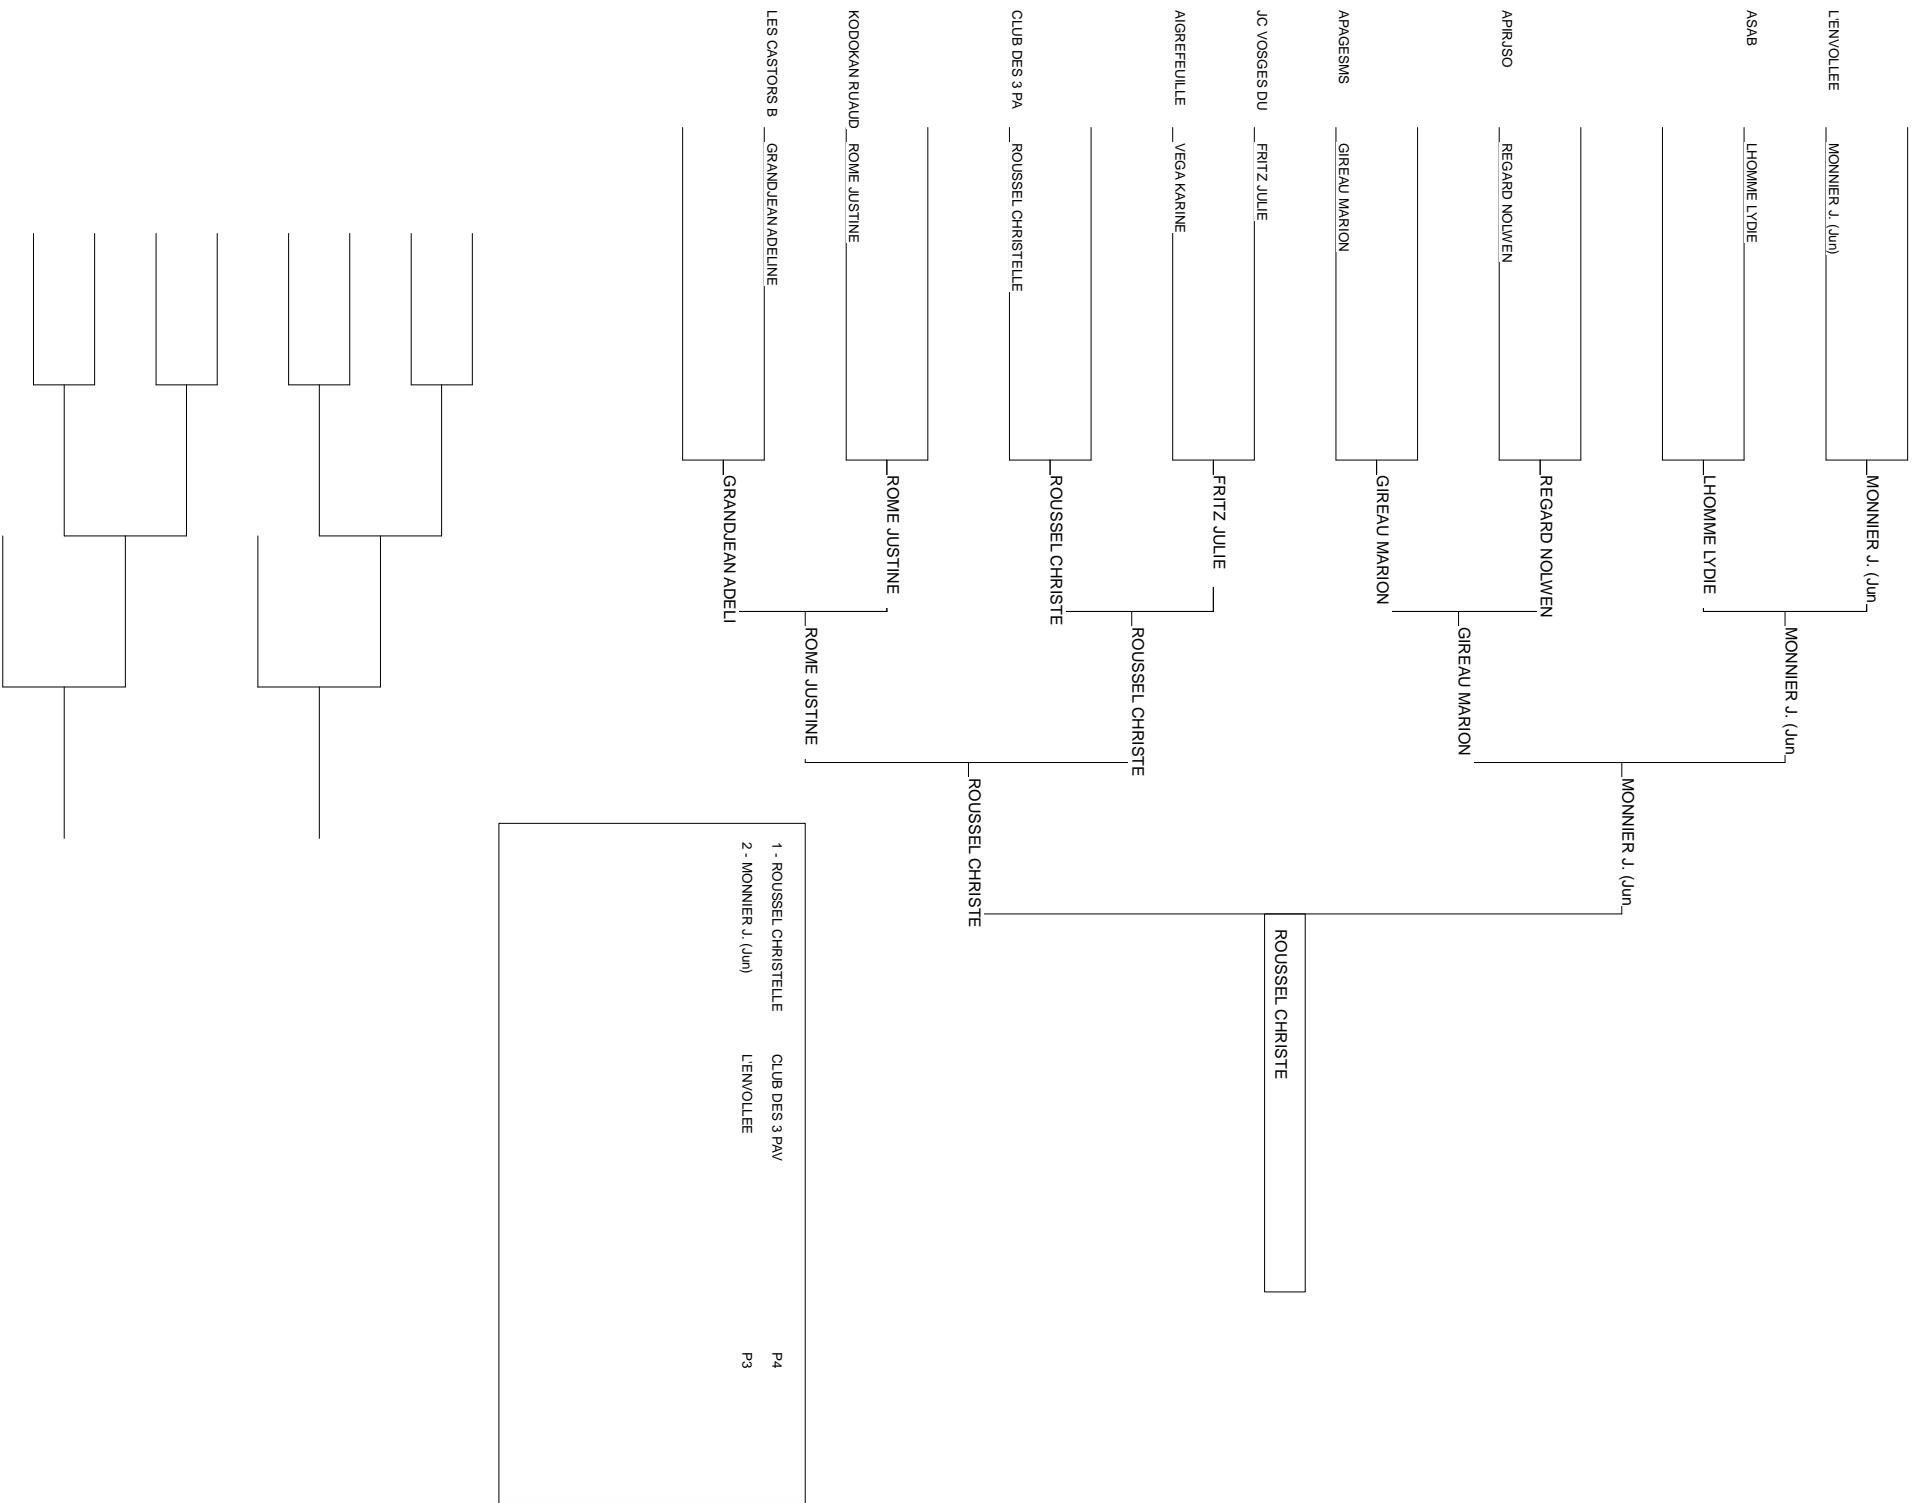 L'ENVOLLEE MONNIER J. (Jun)
ASAB LHOMME LYDIE
APIRJSO REGARD NOLWEN
APAGESMS GIREAU MARION
JC VOSGES DU FRITZ JULIE
AIGREFEUILLE VEGA KARINE
CLUB DES 3 PA ROUSSEL CHRISTELLE
KODOKAN RUAUD ROME JUSTINE
LES CASTORS B GRANDJEAN ADELINE
MONNIER J. (Jun
LHOMME LYDIE
REGARD NOLWEN
GIREAU MARION
FRITZ JULIE
ROUSSEL CHRISTE
ROME JUSTINE
GRANDJEAN ADELI
MONNIER J. (Jun
GIREAU MARION
ROUSSEL CHRISTE
ROME JUSTINE
MONNIER J. (Jun
ROUSSEL CHRISTE
ROUSSEL CHRISTE
1 - ROUSSEL CHRISTELLE CLUB DES 3 PAV P4
2 - MONNIER J. (Jun) L'ENVOLLEE P3